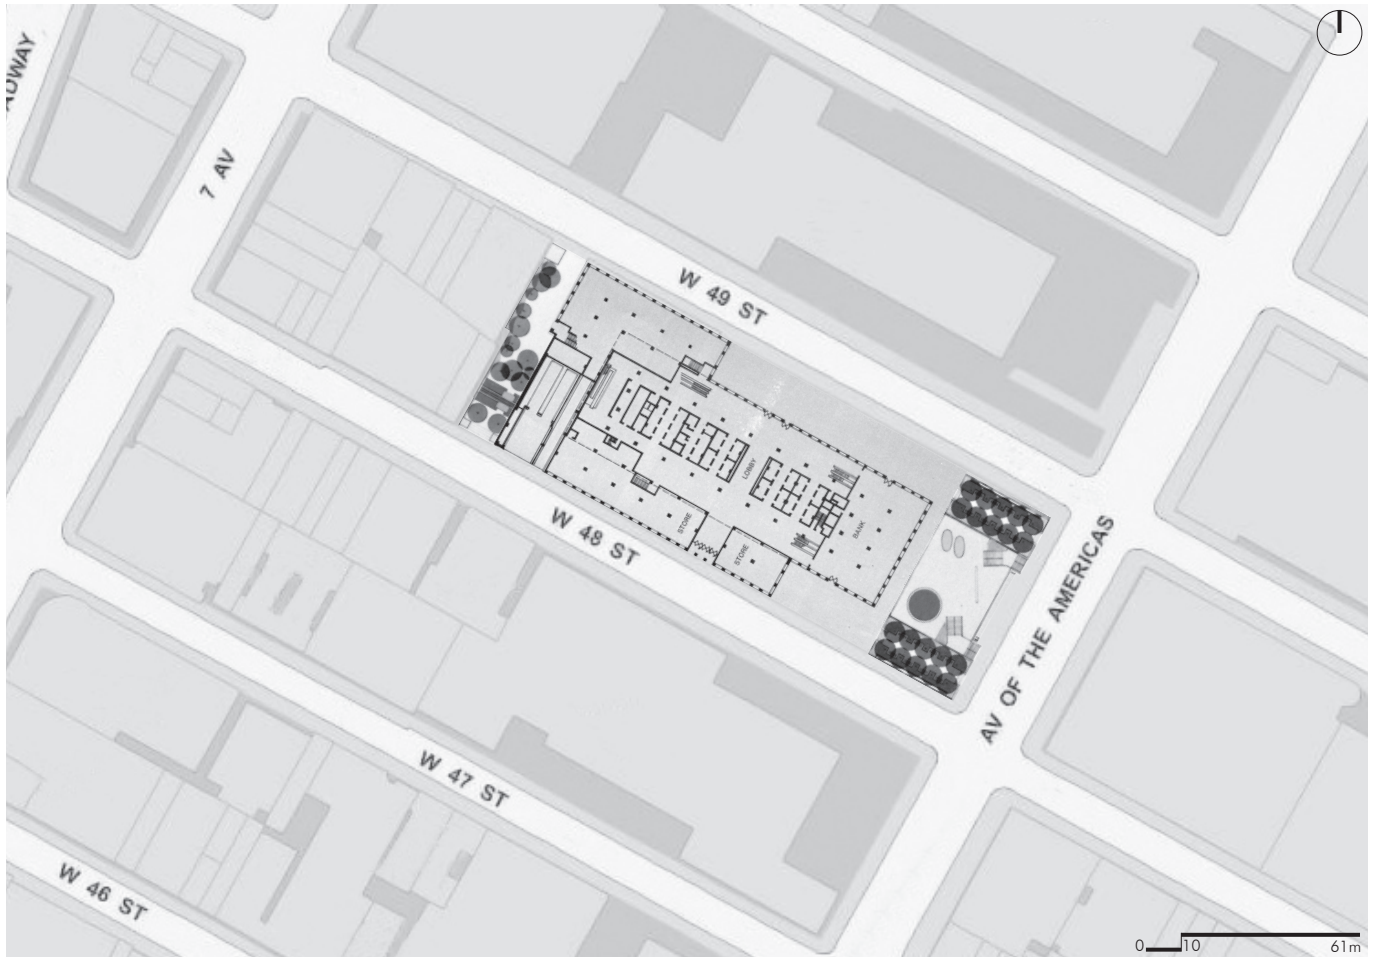 ADWAY
7 AV
W 49 ST
LOBBY
W 48 ST
STORE
STORE
BANK
AV OF THE AMERICAS
W 47 ST
W 46 ST
0 10 61m